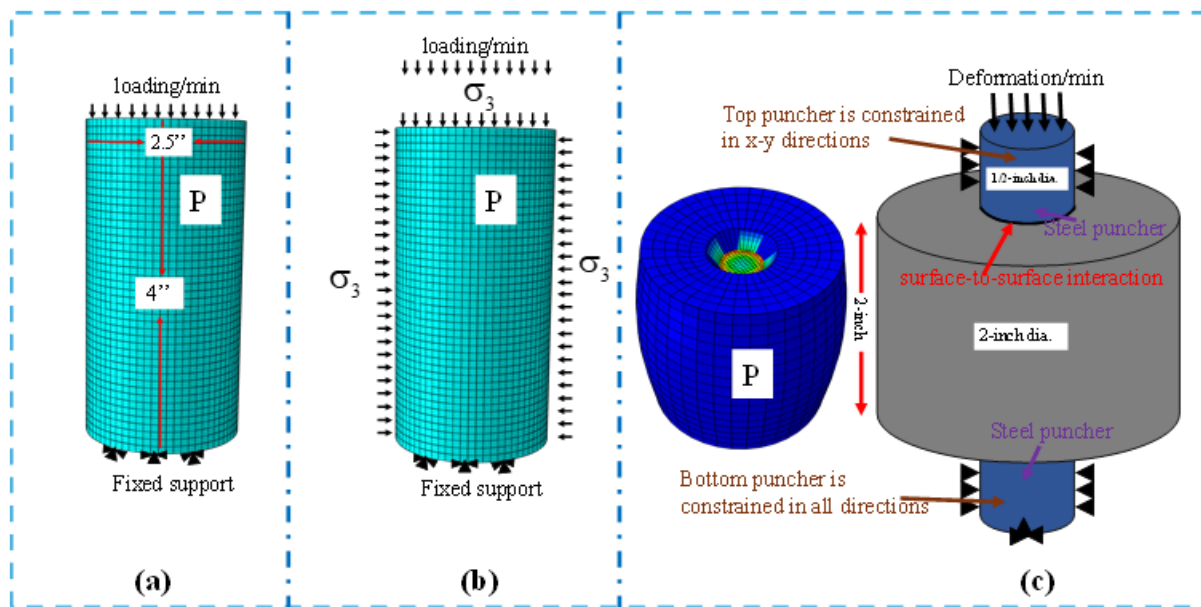 loading/min
2.5’’
P
4’’
Fixed support
(a)
loading/min
σ3
P
σ3
σ3
Fixed support
(b)
Deformation/min
Top puncher is constrained
in x-y directions
1/2-inch dia.
Steel puncher
surface-to-surface interaction
2-inch
2-inch dia.
P
Steel puncher
Bottom puncher is
constrained in all directions
(c)